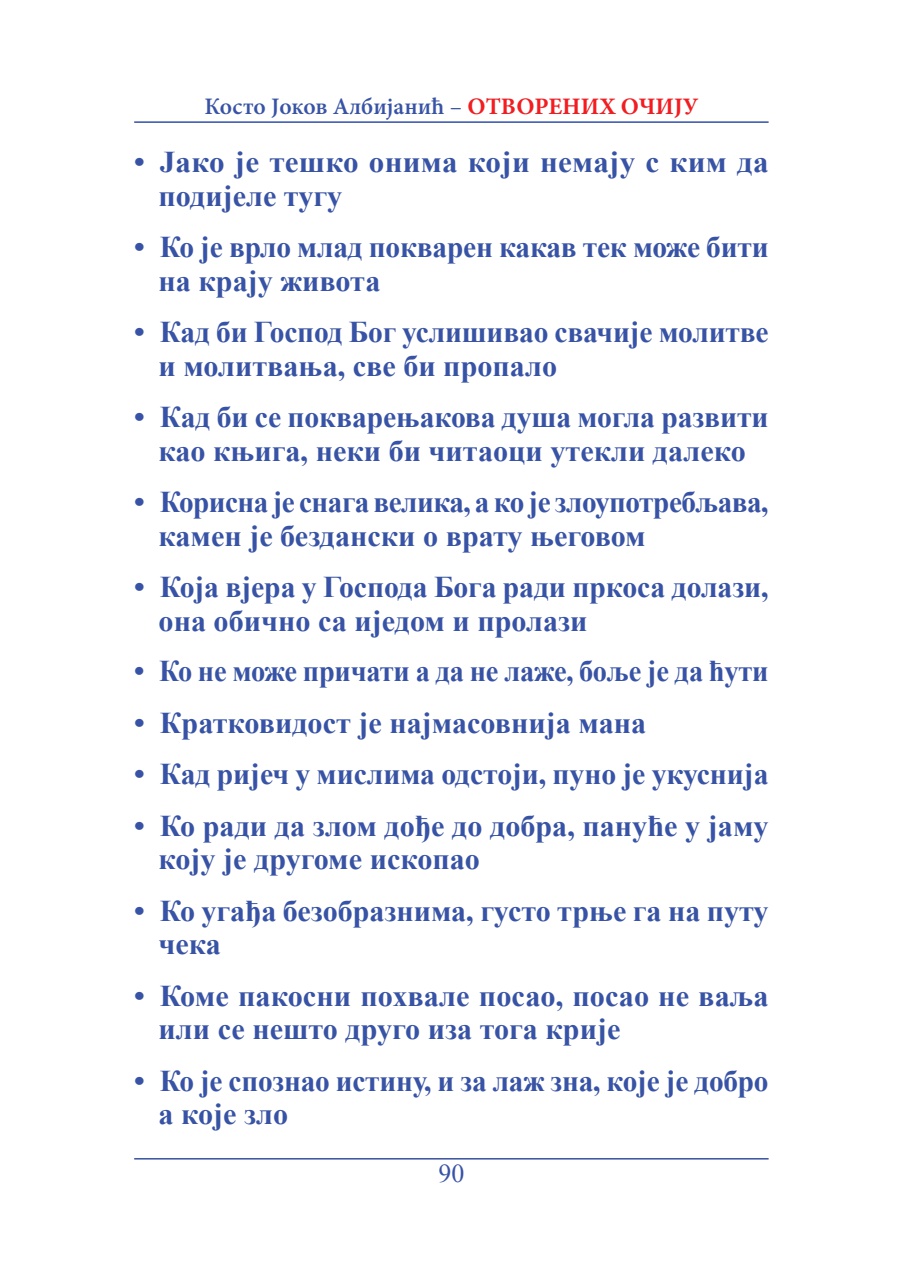 Косто Јоков Албијанић – ОТВОРЕНИХ ОЧИЈУ
• Јако је тешко онима који немају с ким да
подијеле тугу
• Ко је врло млад покварен какав тек може бити
на крају живота
• Кад би Господ Бог услишивао свачије молитве
и молитвања, све би пропало
• Кад би се покварењакова душа могла развити
као књига, неки би читаоци утекли далеко
• Корисна је снага велика, а ко је злоупотребљава,
камен је бездански о врату његовом
• Која вјера у Господа Бога ради пркоса долази,
она обично са иједом и пролази
• Ко не може причати а да не лаже, боље је да ћути
• Кратковидост је најмасовнија мана
• Кад ријеч у мислима одстоји, пуно је укуснија
• Ко ради да злом дође до добра, пануће у јаму
коју је другоме ископао
• Ко угађа безобразнима, густо трње га на путу
чека
• Коме пакосни похвале посао, посао не ваља
или се нешто друго иза тога крије
• Ко је спознао истину, и за лаж зна, које је добро
а које зло
90